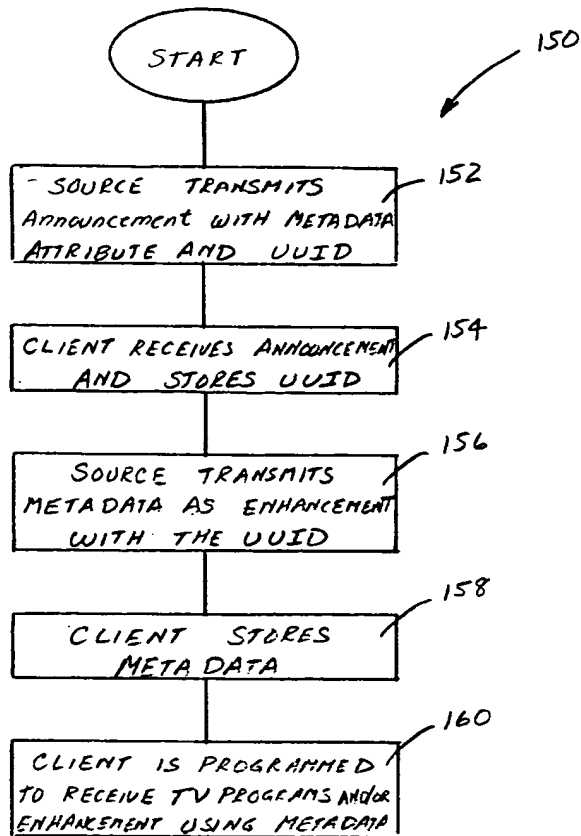 START
150
SOURCE TRANSMITS
Announcement WITH METADATA
ATTRIBUTE AND UUID
152
CLIENT RECEIVES ANNOUNCEMENT
AND STORES UUID
154
SOURCE TRANSMITS
METADATA AS ENHANCEMENT
WITH THE UUID
156
CLIENT STORES
METADATA
158
CLIENT IS PROGRAMMED
TO RECEIVE TV PROGRAMS AND/OR
ENHANCEMENT USING METADATA
160